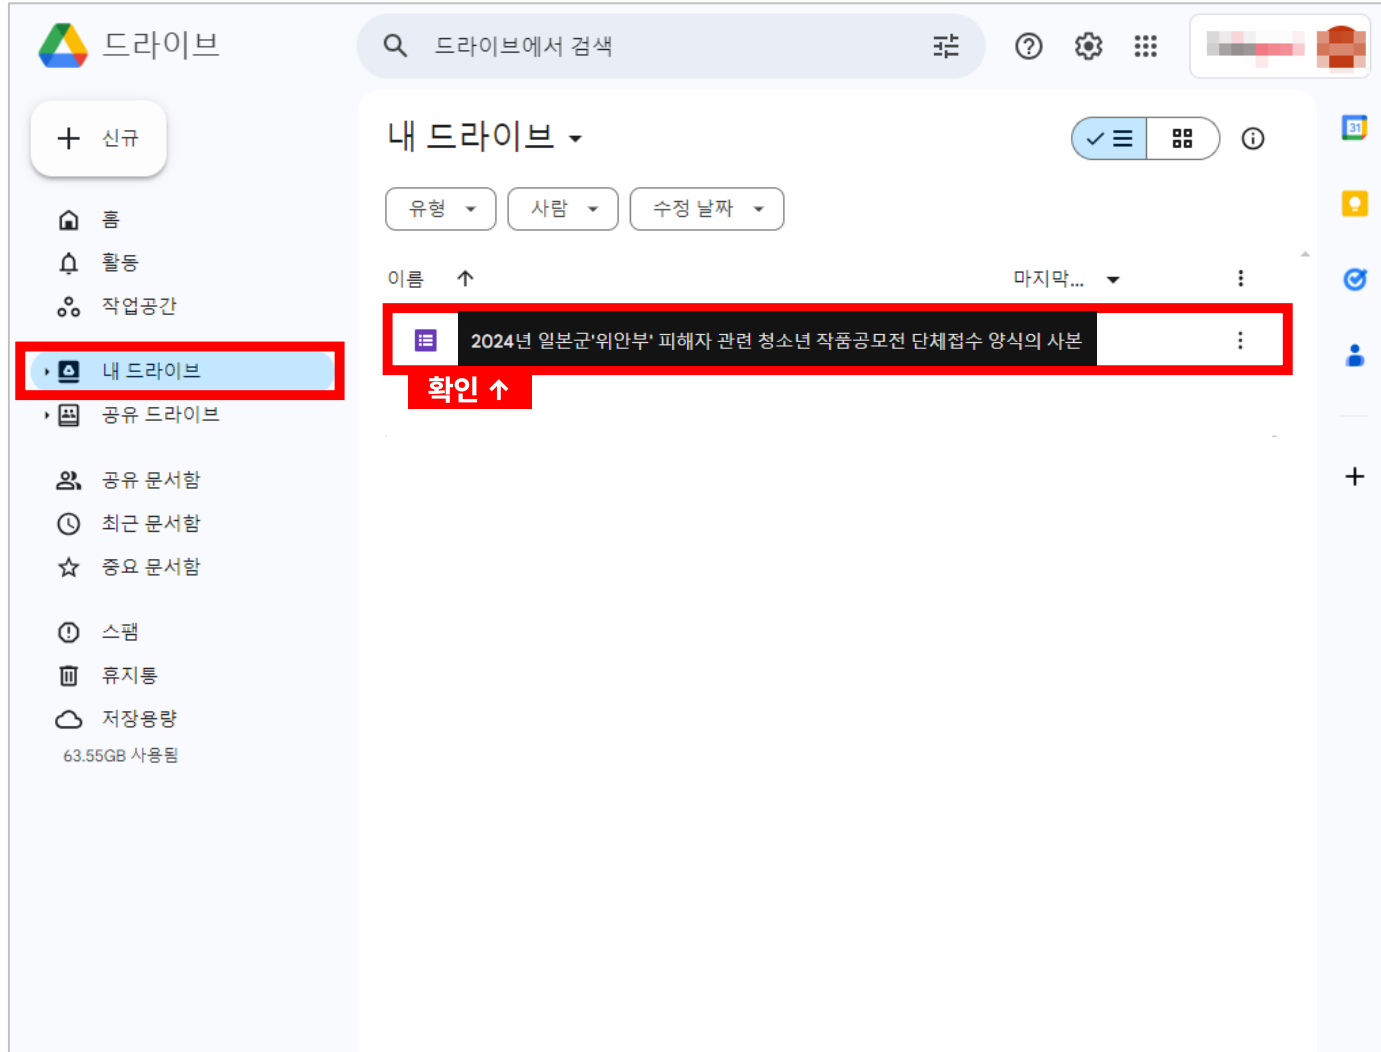 드라이브
드라이브에서 검색
신규
내 드라이브
유형
사람
수정 날짜
31
홈
활동
작업공간
내 드라이브
공유 드라이브
공유 문서함
최근 문서함
중요 문서함
스팸
휴지통
저장용량
63.55GB 사용됨
이름
마지막...
2024년 일본군'위안부' 피해자 관련 청소년 작품공모전 단체접수 양식의 사본
확인 ↑